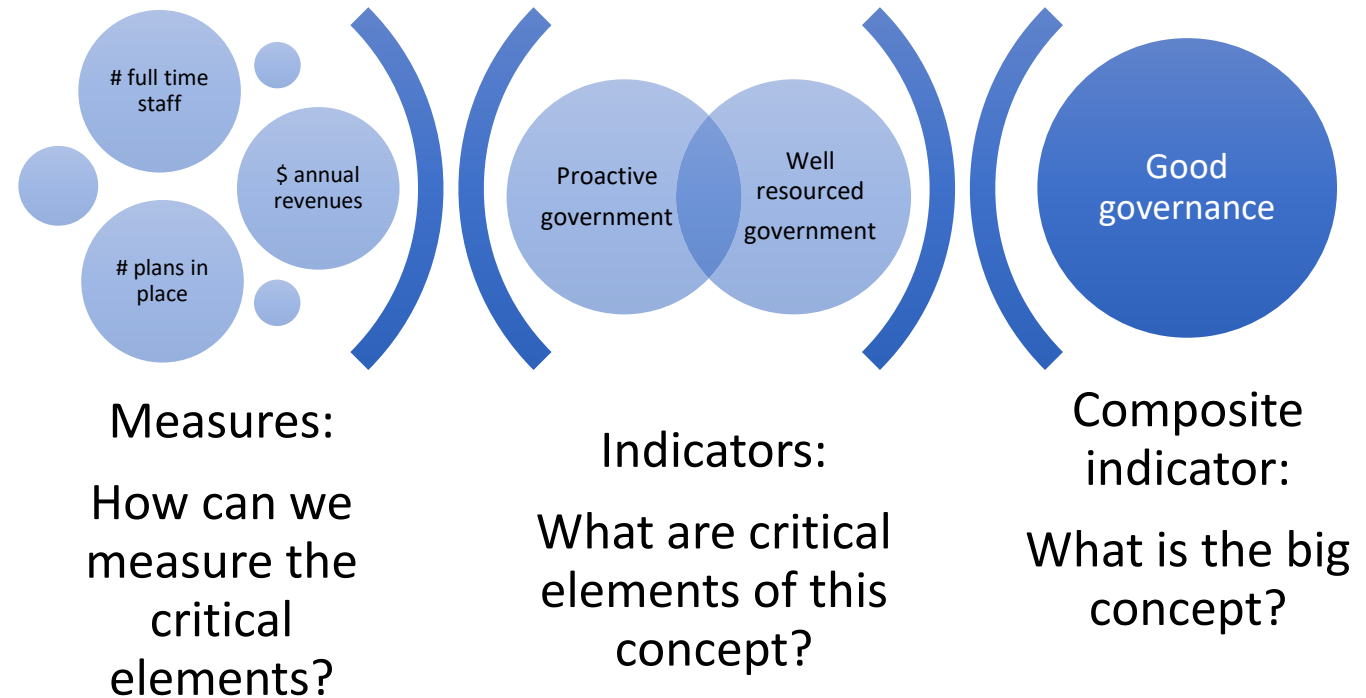 # full time
staff
$ annual
revenues
# plans in
place
Proactive
government
Well
resourced
government
Good
governance
Measures:
How can we
measure the
critical
elements?
Indicators:
What are critical
elements of this
concept?
Composite
indicator:
What is the big
concept?